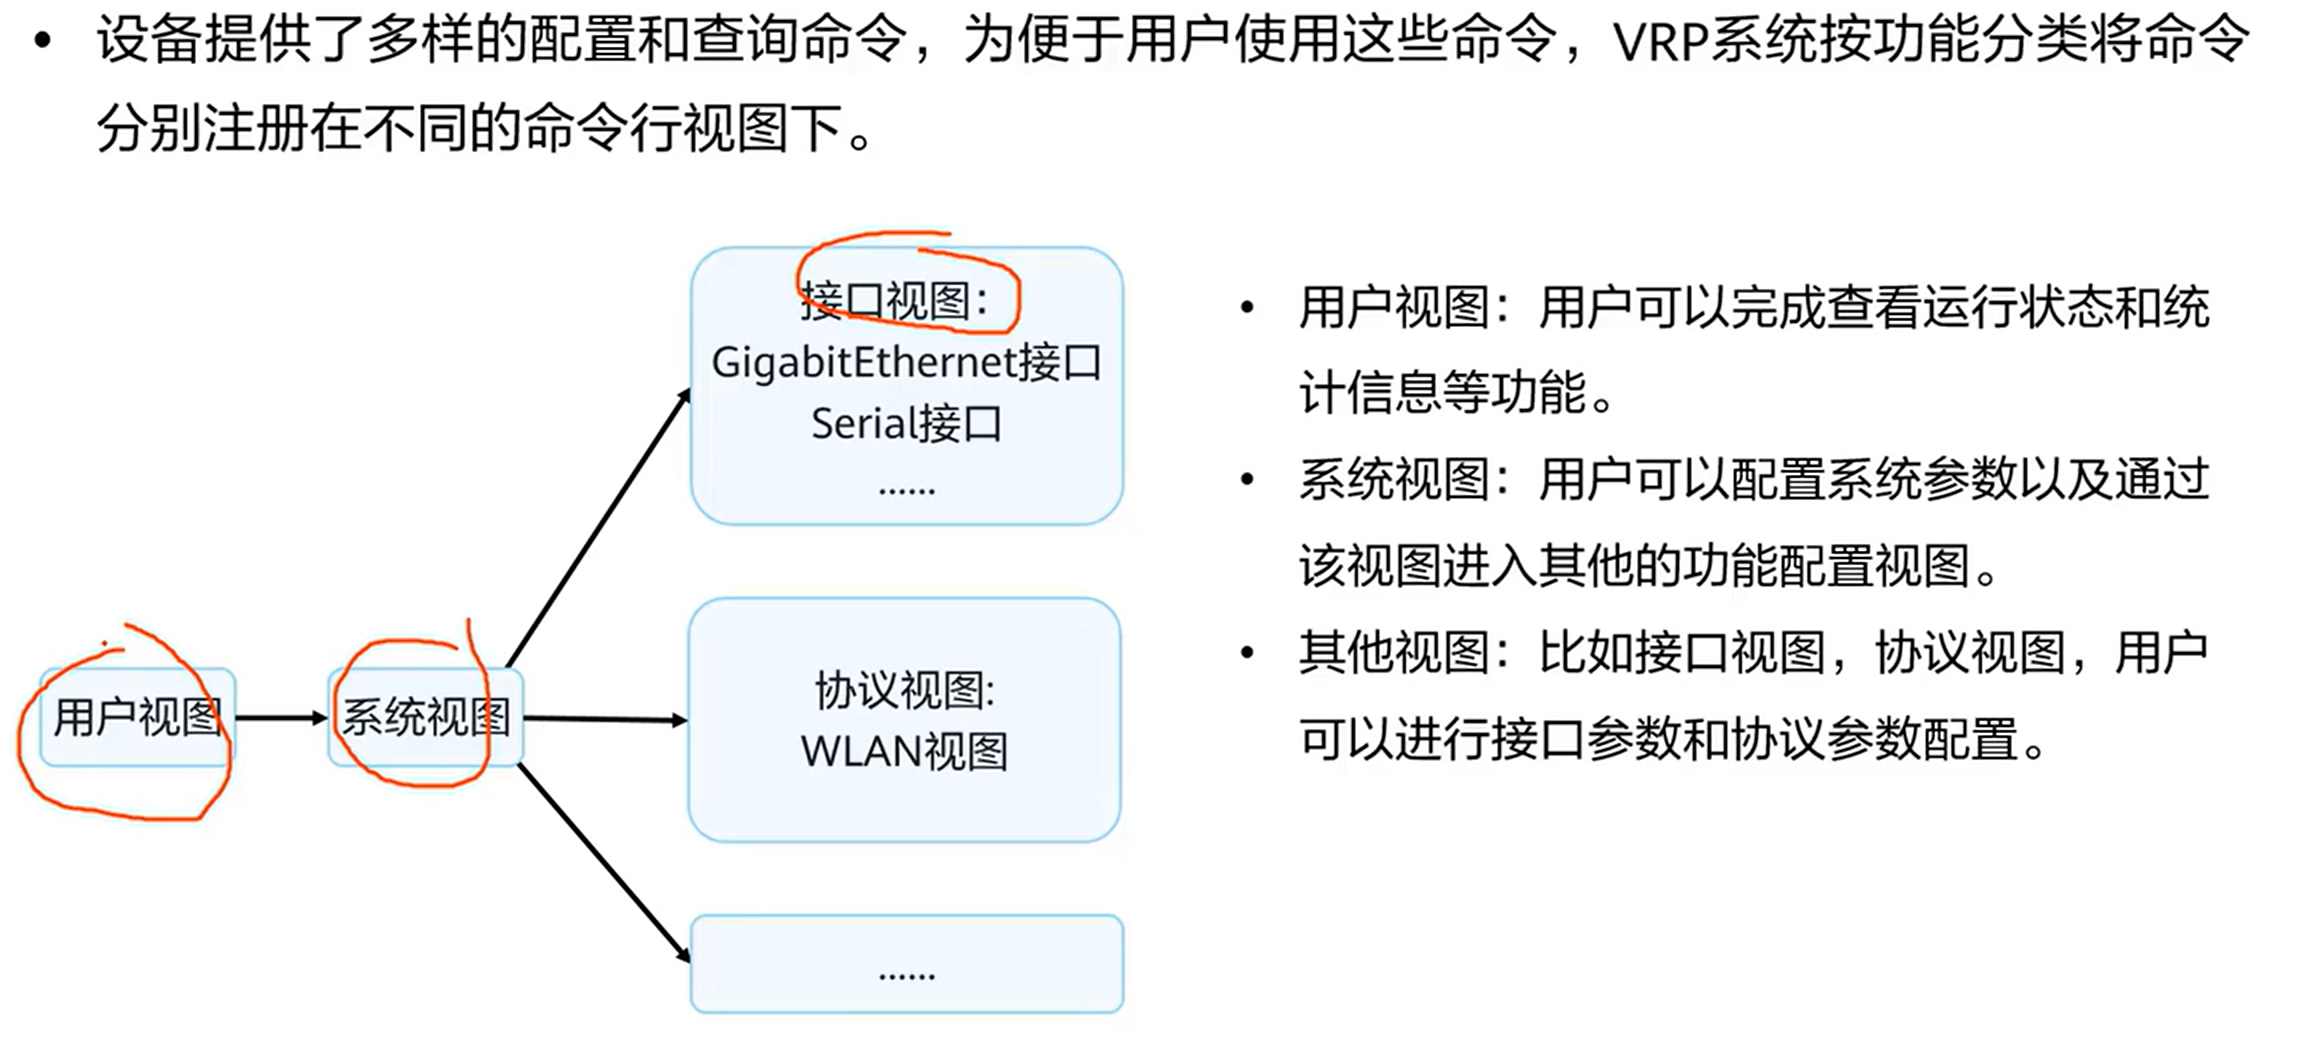 • 设备提供了多样的配置和查询命令，为便于用户使用这些命令，VRP系统按功能分类将命令
分别注册在不同的命令行视图下。
接口视图：
GigabitEthernet接口
Serial接口
......
用户视图
系统视图
协议视图:
WLAN视图
......
• 用户视图：用户可以完成查看运行状态和统
计信息等功能。
• 系统视图：用户可以配置系统参数以及通过
该视图进入其他的功能配置视图。
• 其他视图：比如接口视图，协议视图，用户
可以进行接口参数和协议参数配置。